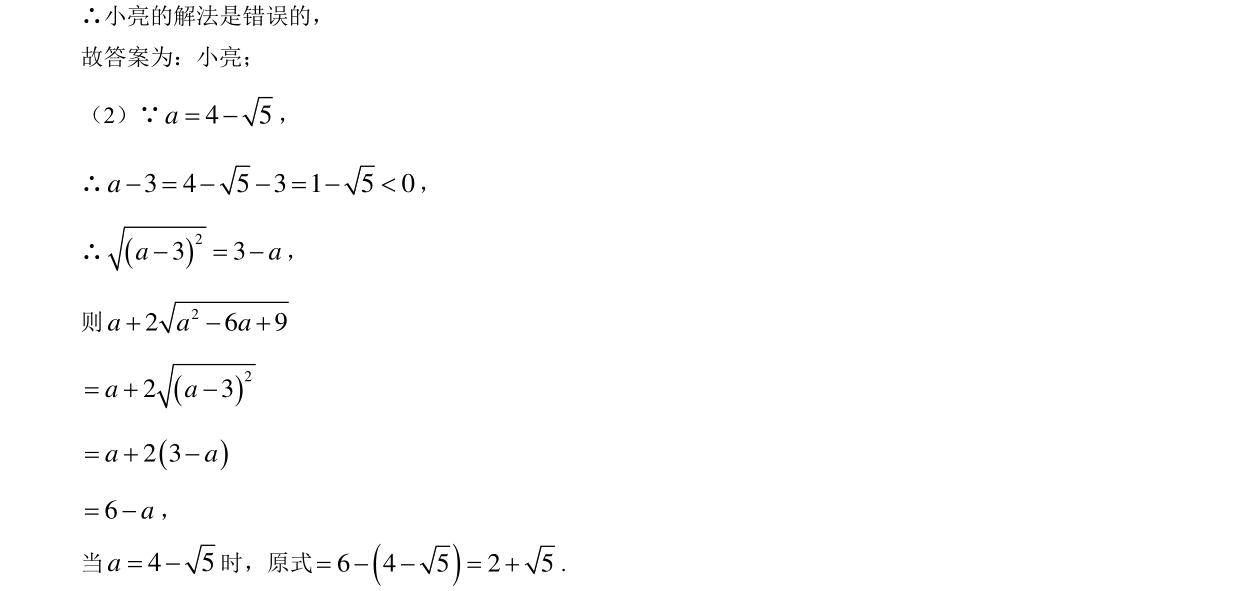 ∴小亮的解法是错误的，
故答案为：小亮；
（2）∵a=4−√5，
∴a−3=4−√5−3=1−√5<0，
∴√(a−3)²=3−a，
则a+2√a²−6a+9
=a+2√(a−3)²
=a+2(3−a)
=6−a，
当a=4−√5时，原式=6−(4−√5)=2+√5．